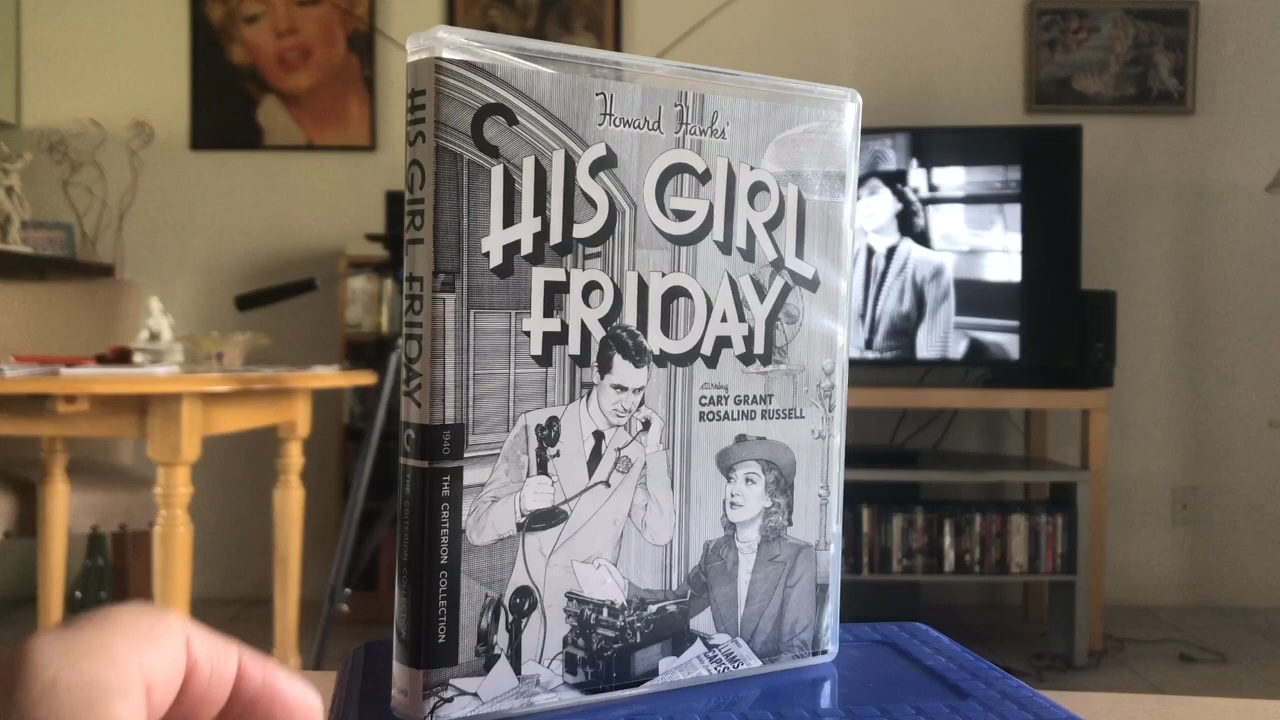 HIS GIRL FRIDAY
1940
THE CRITERION COLLECTION
Howard Hawks'
HIS GIRL
FRIDAY
starring
CARY GRANT
ROSALIND RUSSELL